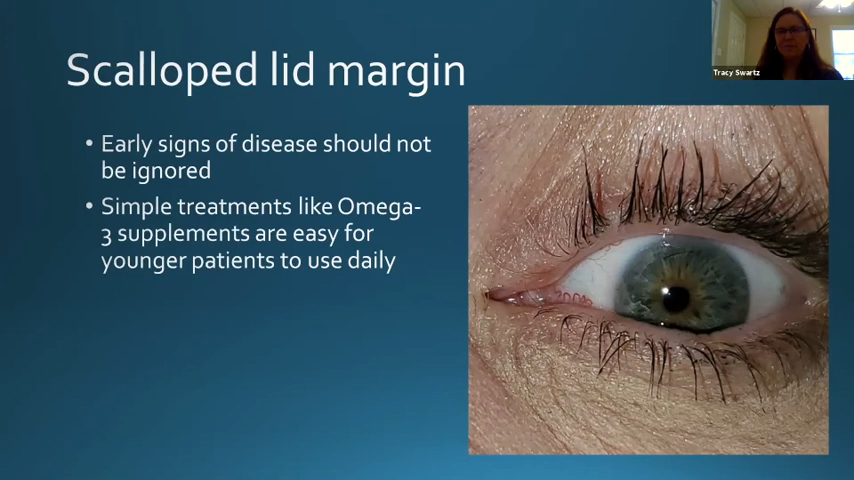 Scalloped lid margin
Tracy Swartz
• Early signs of disease should not
be ignored
• Simple treatments like Omega-
3 supplements are easy for
younger patients to use daily